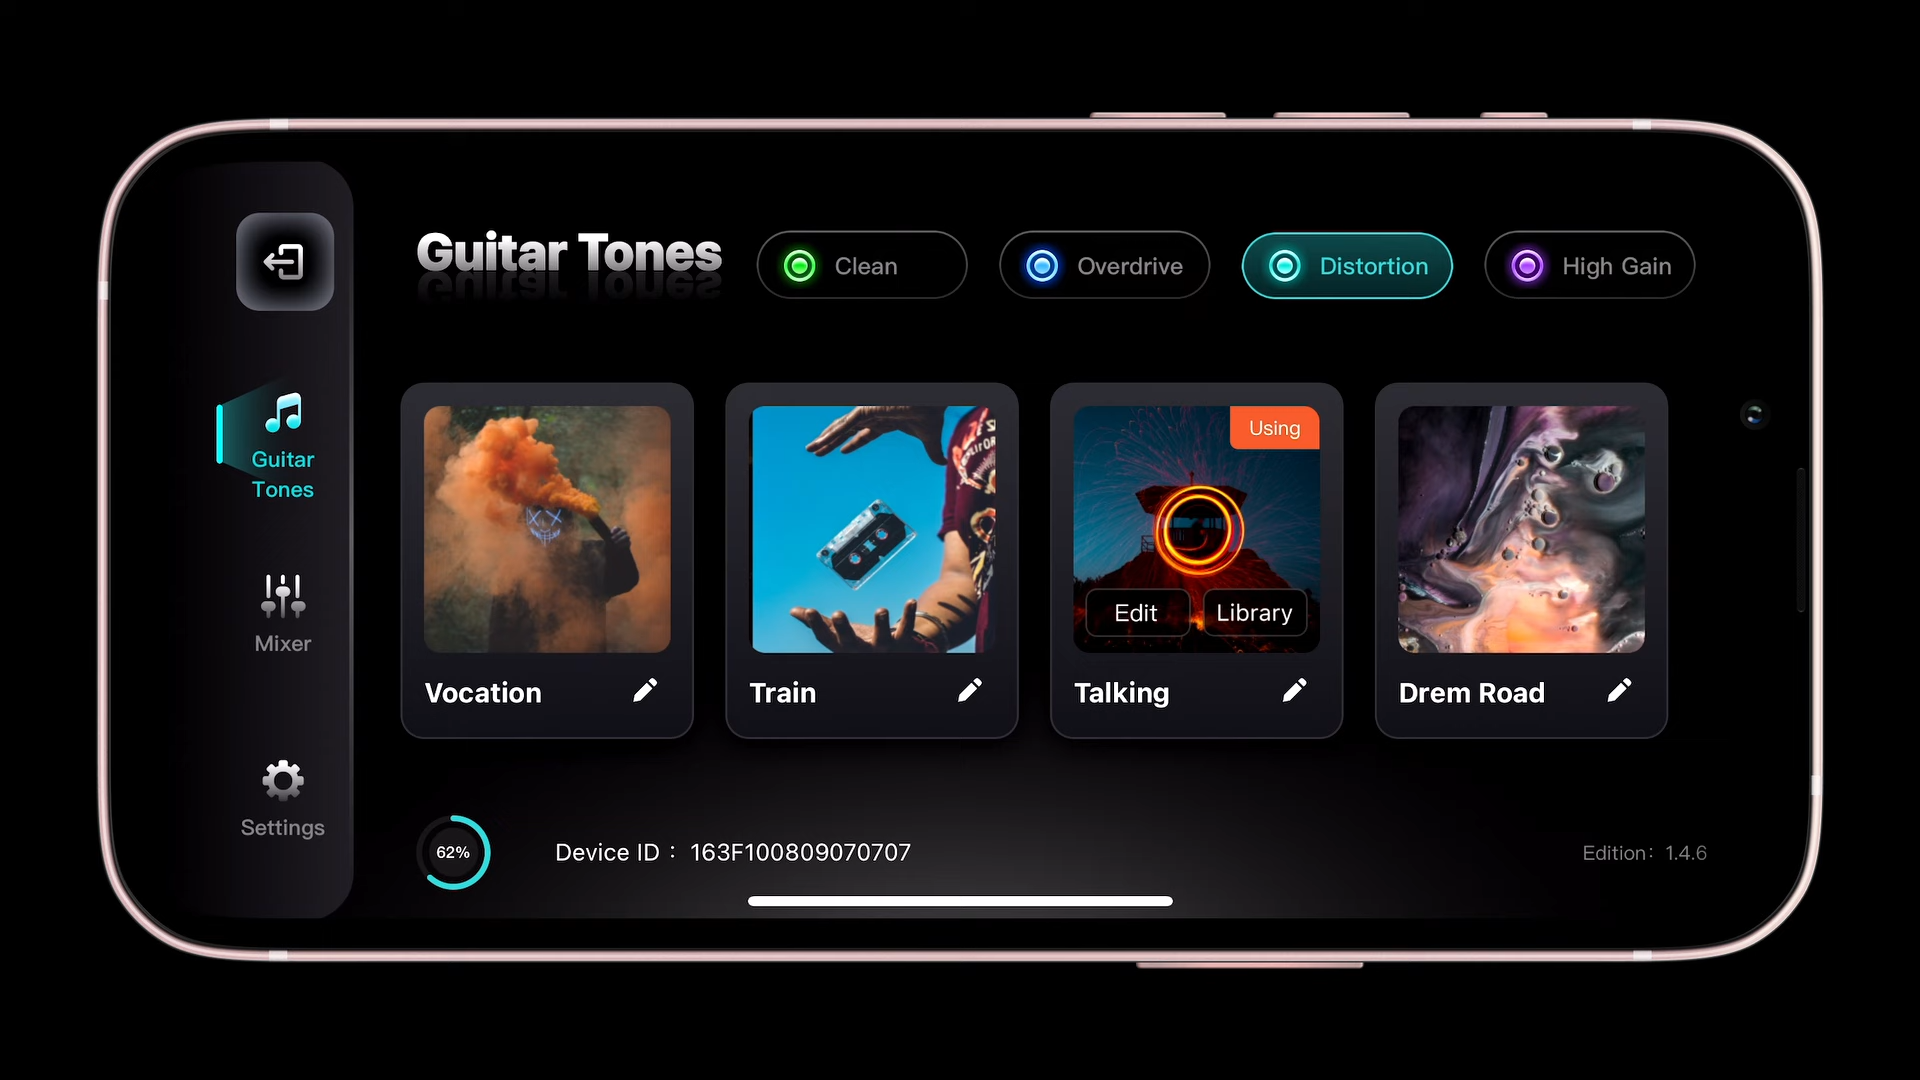 Guitar Tones
Clean
Overdrive
Distortion
High Gain
Guitar
Tones
Mixer
Settings
Using
Edit
Library
Vocation
Train
Talking
Drem Road
62%
Device ID : 163F100809070707
Edition: 1.4.6